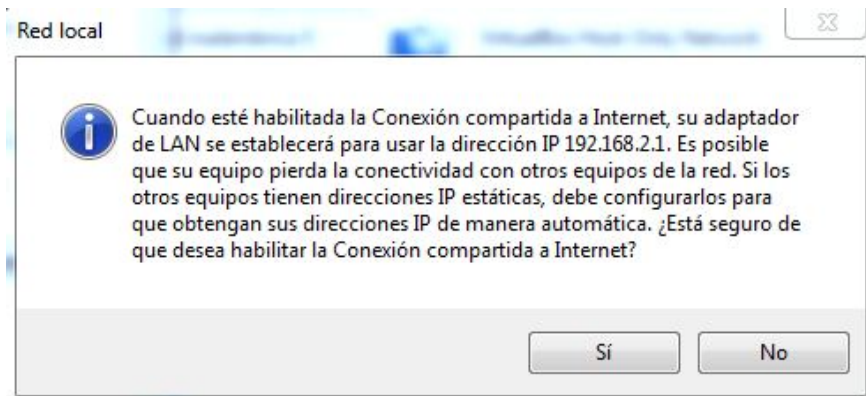 Red local
Cuando esté habilitada la Conexión compartida a Internet, su adaptador
de LAN se establecerá para usar la dirección IP 192.168.2.1. Es posible
que su equipo pierda la conectividad con otros equipos de la red. Si los
otros equipos tienen direcciones IP estáticas, debe configurarlos para
que obtengan sus direcciones IP de manera automática. ¿Está seguro de
que desea habilitar la Conexión compartida a Internet?
Sí
No